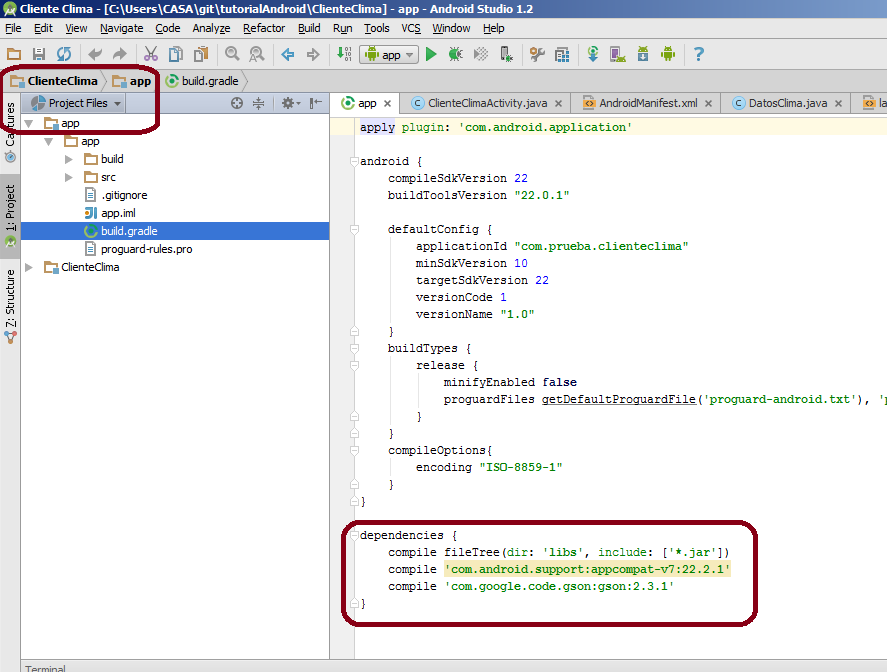 Cliente Clima - [C:\Users\CASA\git\tutorialAndroid\ClienteClima] - app - Android Studio 1.2
File Edit View Navigate Code Analyze Refactor Build Run Tools VCS Window Help
app
ClienteClima app build.gradle
Captures
1: Project
7: Structure
Project Files
app
app
build
src
.gitignore
app.iml
build.gradle
proguard-rules.pro
ClienteClima
app ClienteClimaActivity.java AndroidManifest.xml DatosClima.java la
apply plugin: 'com.android.application'
android {
compileSdkVersion 22
buildToolsVersion "22.0.1"
defaultConfig {
applicationId "com.prueba.clienteclima"
minSdkVersion 10
targetSdkVersion 22
versionCode 1
versionName "1.0"
}
buildTypes {
release {
minifyEnabled false
proguardFiles getDefaultProguardFile('proguard-android.txt'), 'p
}
}
compileOptions{
encoding "ISO-8859-1"
}
}
dependencies {
compile fileTree(dir: 'libs', include: ['*.jar'])
compile 'com.android.support:appcompat-v7:22.2.1'
compile 'com.google.code.gson:gson:2.3.1'
}
Terminal